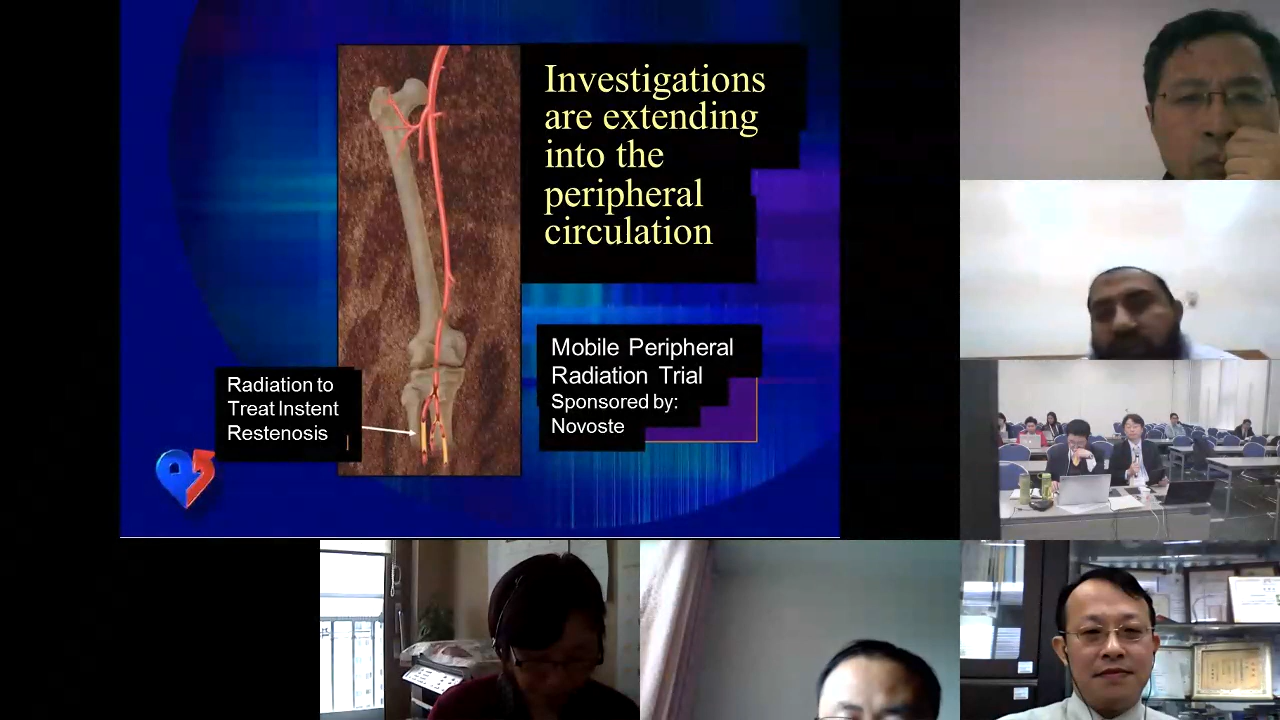 Investigations
are extending
into the
peripheral
circulation
Mobile Peripheral
Radiation Trial
Sponsored by:
Novoste
Radiation to
Treat Instent
Restenosis